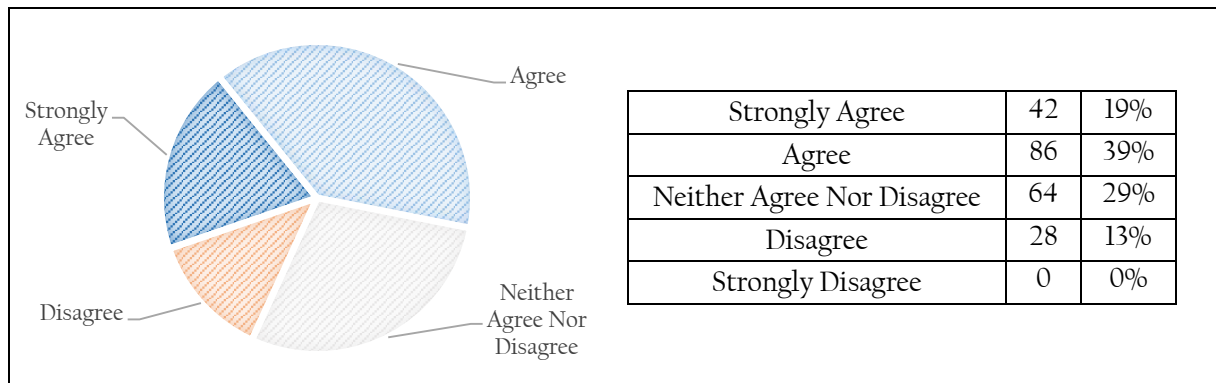 Agree
Strongly
Agree
Disagree
Neither
Agree Nor
Disagree
Strongly Agree 42 19%
Agree 86 39%
Neither Agree Nor Disagree 64 29%
Disagree 28 13%
Strongly Disagree 0 0%